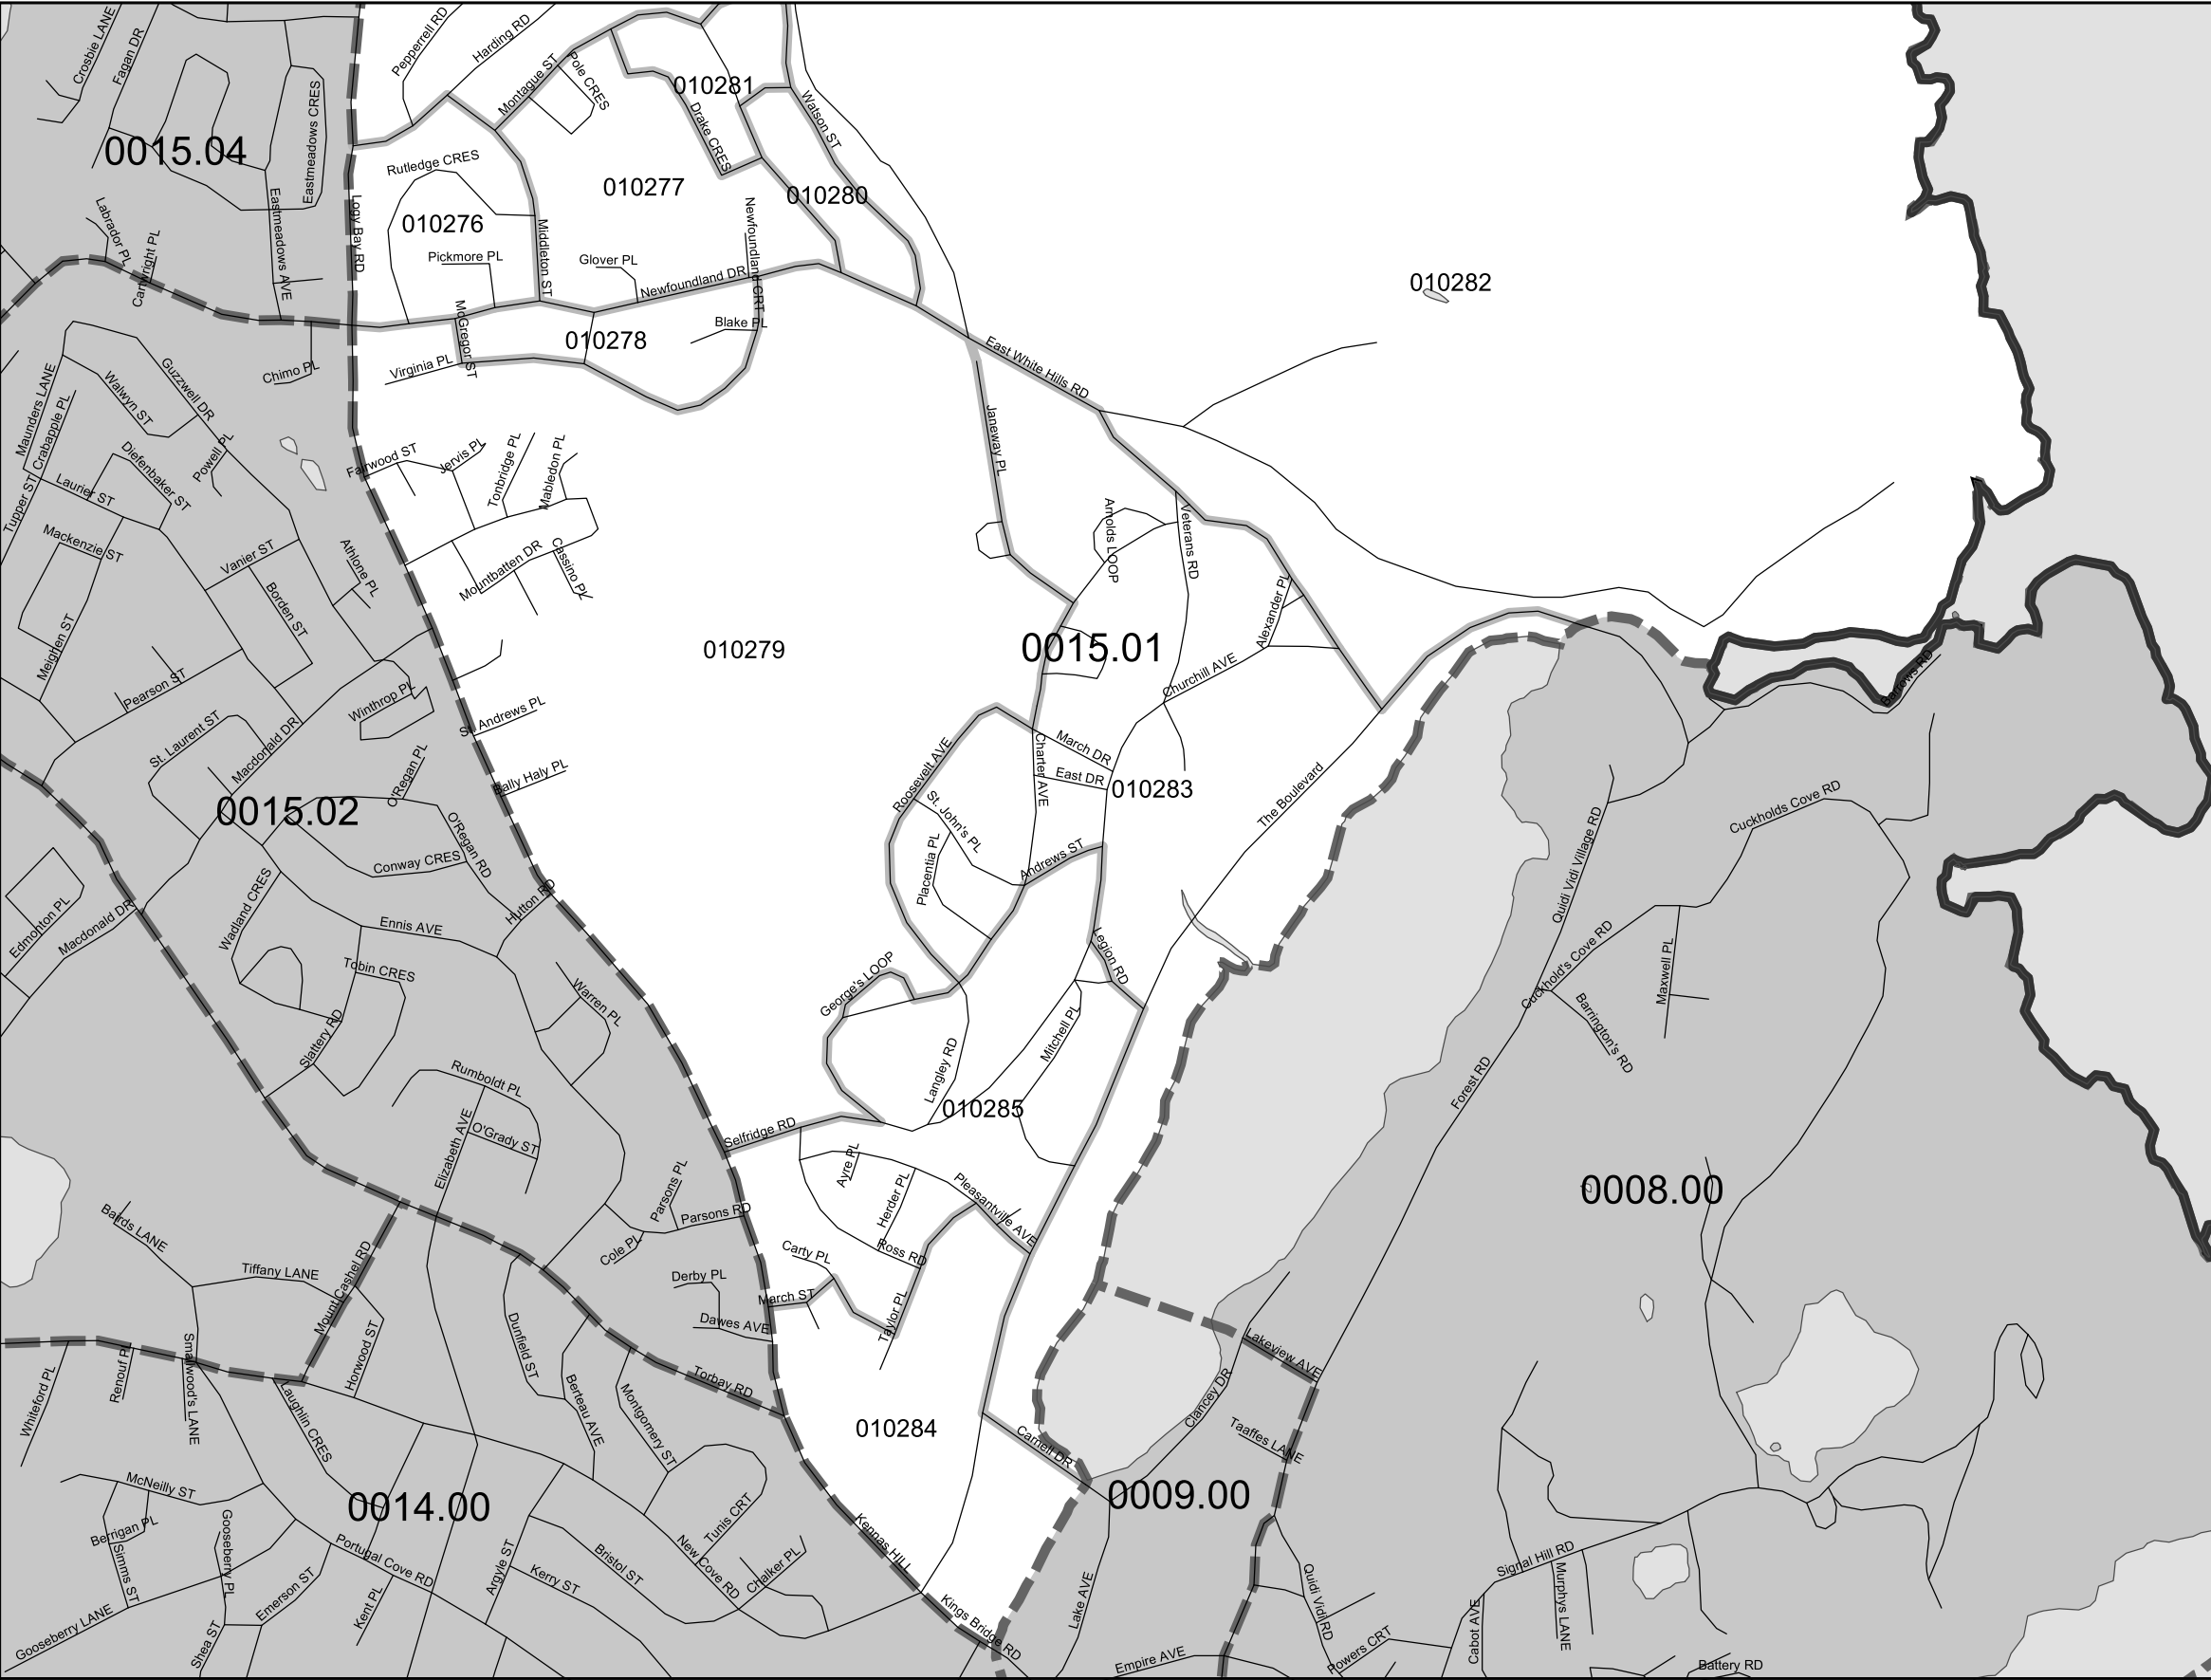 Crosbie LANE
Fagan DR
Pepperrell RD
Harding RD
Montague ST
Pole CRES
010281
Drake CRES
Watson ST
Eastmeadows CRES
0015.04
Rutledge CRES
010277
010280
Labrador PL
Cartwright PL
Eastmeadows AVE
Logy Bay RD
010276
Pickmore PL
Middleton ST
Glover PL
Newfoundland DR
Newfoundland CRT
010282
McGregor ST
010278
Blake PL
Virginia PL
Chimo PL
East White Hills RD
Janeway PL
Maunders LANE
Crabapple PL
Walwyn ST
Guzzwell DR
Powell PL
Diefenbaker ST
Laurier ST
Tupper ST
Mackenzie ST
Vanier ST
Athlone PL
Borden ST
Meighen ST
Pearson ST
Fairwood ST
Jervis PL
Tonbridge PL
Mabledon PL
Mountbatten DR
Cassino PL
Arnolds LOOP
Veterans RD
Alexander PL
010279
0015.01
Churchill AVE
Barrows RD
Winthrop PL
St. Andrews PL
St. Laurent ST
Macdonald DR
O'Regan PL
Bally Haly PL
March DR
East DR
Charter AVE
010283
Roosevelt AVE
St. John's PL
Placentia PL
Andrews ST
The Boulevard
Cuckholds Cove RD
Quidi Vidi Village RD
0015.02
O'Regan RD
Conway CRES
Hutton RD
Wadland CRES
Ennis AVE
Edmonton PL
Macdonald DR
Tobin CRES
Warren PL
Slattery RD
George's LOOP
Legion RD
Mitchell PL
Langley RD
Cuckhold's Cove RD
Maxwell PL
Barrington's RD
Forest RD
Rumboldt PL
O'Grady ST
Elizabeth AVE
010285
Selfridge RD
0008.00
Ayre PL
Herder PL
Pleasantville AVE
Ross RD
Parsons PL
Parsons RD
Cole PL
Carty PL
Derby PL
March ST
Dawes AVE
Taylor PL
Bairds LANE
Tiffany LANE
Mount Cashel RD
Horwood ST
Dunfield ST
Berteau AVE
Montgomery ST
Torbay RD
Whiteford PL
Renouf PL
Smallwood's LANE
Laughlin CRES
Lakeview AVE
Clancey DR
Taaffes LANE
010284
Carnell DR
0009.00
0014.00
McNeilly ST
Berrigan PL
Simms ST
Gooseberry PL
Gooseberry LANE
Shea ST
Emerson ST
Portugal Cove RD
Kent PL
Argyle ST
Kerry ST
Bristol ST
New Cove RD
Tunis CRT
Chalker PL
Kennas HILL
Kings Bridge RD
Lake AVE
Empire AVE
Quidi Vidi RD
Powers CRT
Cabot AVE
Signal Hill RD
Murphys LANE
Battery RD